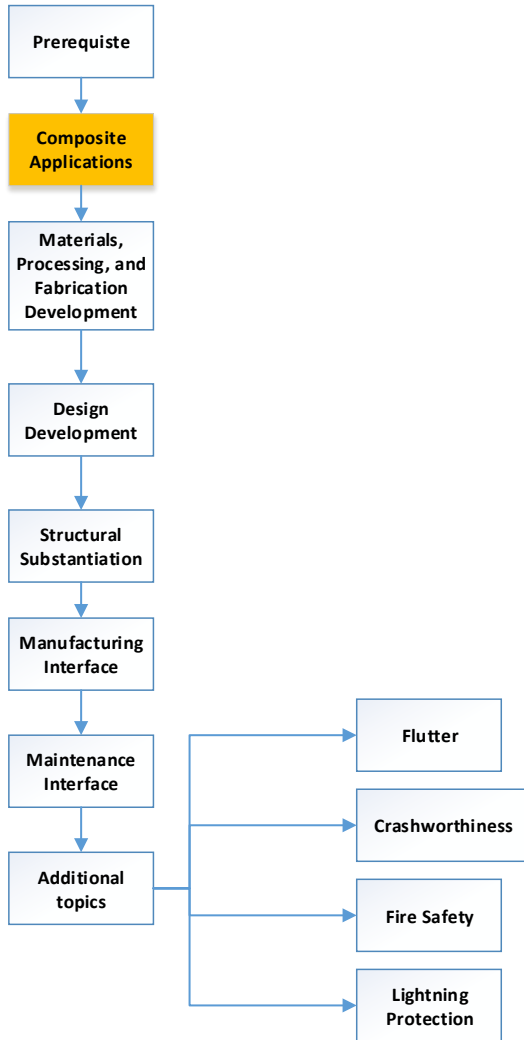 Prerequiste
Composite
Applications
Materials,
Processing, and
Fabrication
Development
Design
Development
Structural
Substantiation
Manufacturing
Interface
Maintenance
Interface
Additional
topics
Flutter
Crashworthiness
Fire Safety
Lightning
Protection